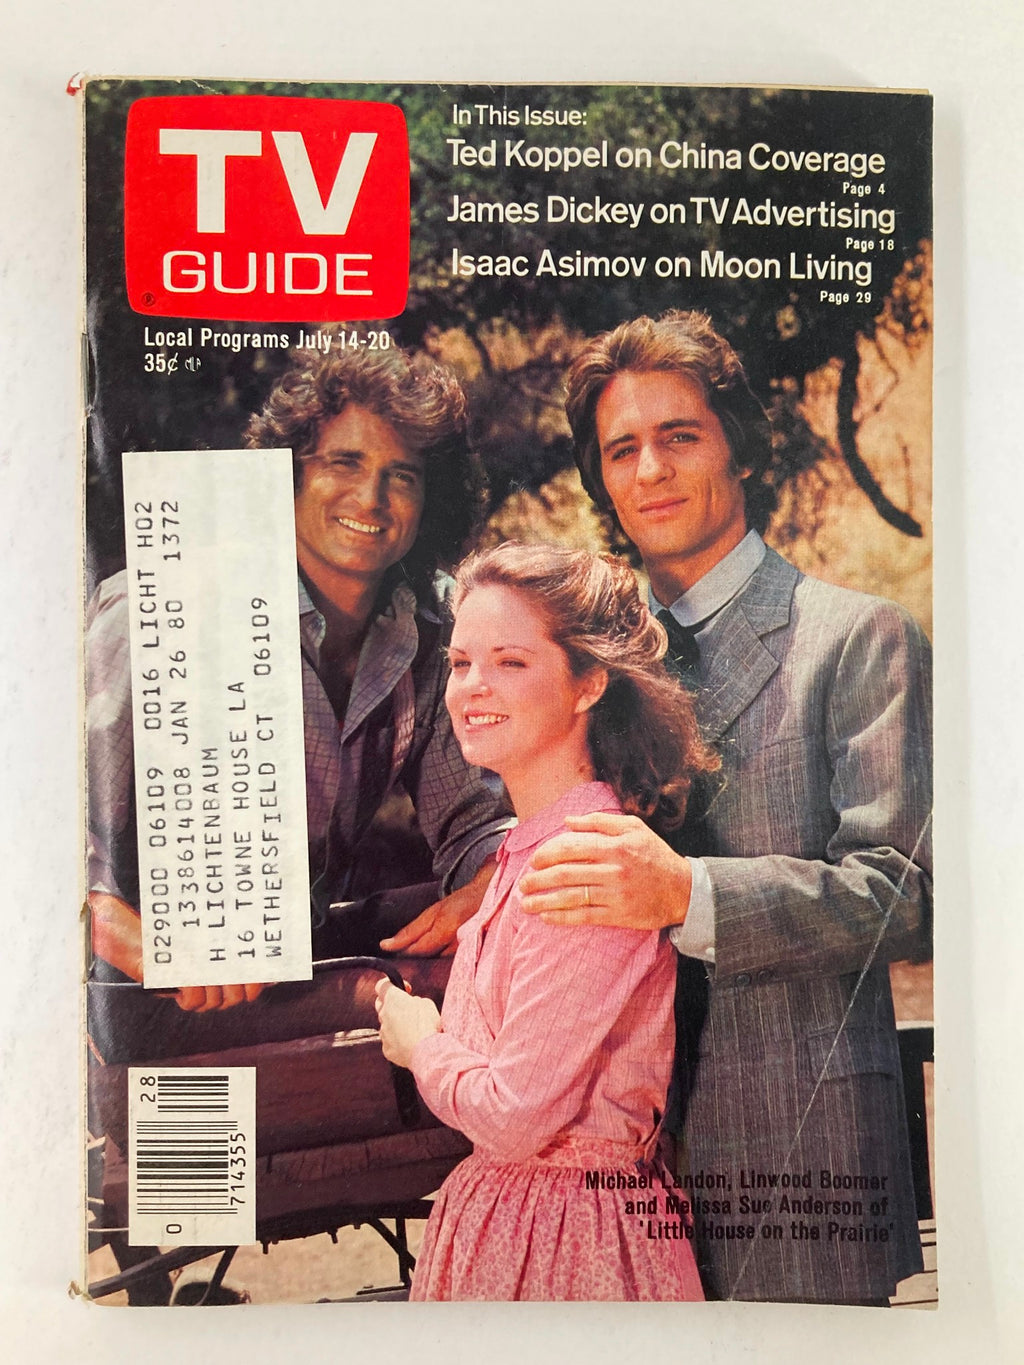 TV
GUIDE
®
Local Programs July 14-20
35¢ MLA
In This Issue:
Ted Koppel on China Coverage
Page 4
James Dickey on TV Advertising
Page 18
Isaac Asimov on Moon Living
Page 29
029000 06109 0016 LICHT H02
1338614008 JAN 26 80 1372
H LICHTENBAUM
16 TOWNE HOUSE LA
WETHERSFIELD CT 06109
28
0 714355
Michael Landon, Linwood Boomer
and Melissa Sue Anderson of
'Little House on the Prairie'